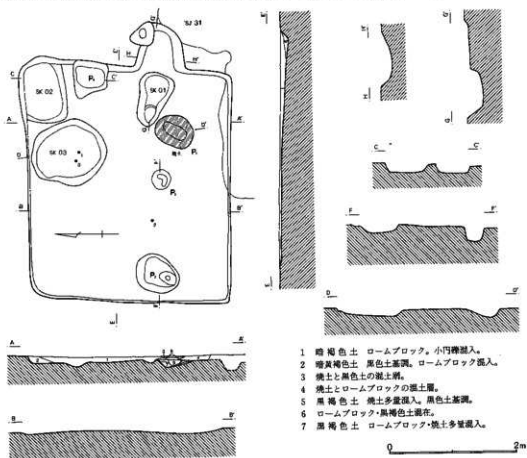 SJ 31
SK 02
P₄
SK 01
SK 03
焼土
P₁
P₂
P₃
A
A'
B
B'
C
C'
D
D'
E
E'
F
F'
G
G'
H
H'
1 暗褐色土 ロームブロック。小円礫混入。
2 暗黄褐色土 黒色土基調。ロームブロック混入。
3 焼土と黒色土の混土層。
4 焼土とロームブロックの混土層。
5 黒褐色土 焼土多量混入。黒色土基調。
6 ロームブロック・黒褐色土混在。
7 黒褐色土 ロームブロック・焼土多量混入。
0 2m